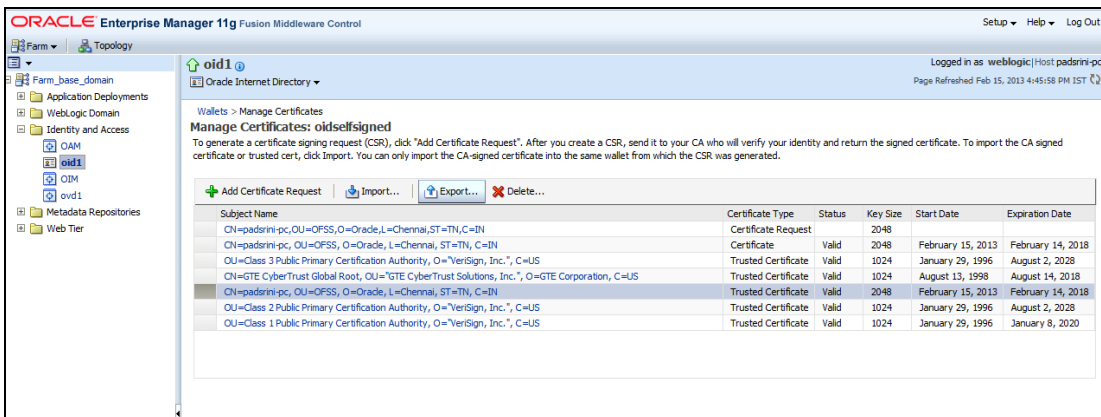 ORACLE Enterprise Manager 11g Fusion Middleware Control
Setup Help Log Out
Farm Topology
Farm_base_domain
Application Deployments
WebLogic Domain
Identity and Access
OAM
oid1
OIM
ovd1
Metadata Repositories
Web Tier
oid1
Logged in as weblogic|Host padsrini-pc
Oracle Internet Directory
Page Refreshed Feb 15, 2013 4:45:58 PM IST
Wallets > Manage Certificates
Manage Certificates: oidselfsigned
To generate a certificate signing request (CSR), click "Add Certificate Request". After you create a CSR, send it to your CA who will verify your identity and return the signed certificate. To import the CA signed
certificate or trusted cert, click Import. You can only import the CA-signed certificate into the same wallet from which the CSR was generated.
Add Certificate Request Import... Export... Delete...
Subject Name Certificate Type Status Key Size Start Date Expiration Date
CN=padsrini-pc,OU=OFSS,O=Oracle,L=Chennai,ST=TN,C=IN Certificate Request 2048
CN=padsrini-pc, OU=OFSS, O=Oracle, L=Chennai, ST=TN, C=IN Certificate Valid 2048 February 15, 2013 February 14, 2018
OU=Class 3 Public Primary Certification Authority, O="VeriSign, Inc.", C=US Trusted Certificate Valid 1024 January 29, 1996 August 2, 2028
CN=GTE CyberTrust Global Root, OU="GTE CyberTrust Solutions, Inc.", O=GTE Corporation, C=US Trusted Certificate Valid 1024 August 13, 1998 August 14, 2018
CN=padsrini-pc, OU=OFSS, O=Oracle, L=Chennai, ST=TN, C=IN Trusted Certificate Valid 2048 February 15, 2013 February 14, 2018
OU=Class 2 Public Primary Certification Authority, O="VeriSign, Inc.", C=US Trusted Certificate Valid 1024 January 29, 1996 August 2, 2028
OU=Class 1 Public Primary Certification Authority, O="VeriSign, Inc.", C=US Trusted Certificate Valid 1024 January 29, 1996 January 8, 2020